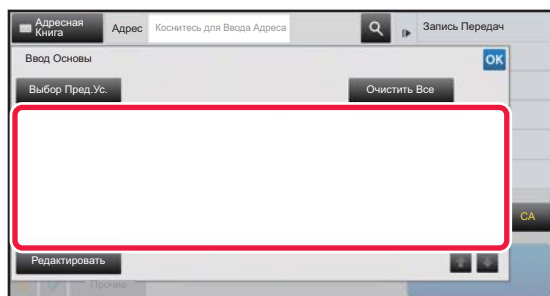 Адресная
Книга
Адрес
Коснитесь для Ввода Адреса
Запись Передач
Ввод Основы
OK
Выбор Пред.Ус.
Очистить Все
CA
Редактировать
Прочие